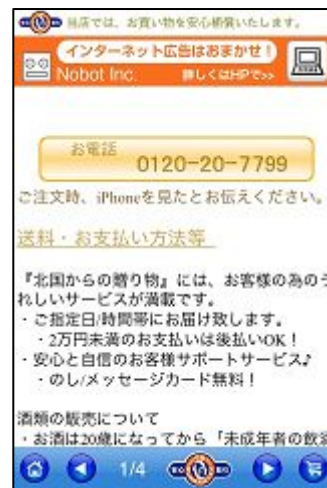 当店では、お買い物を安心補償いたします。
インターネット広告はおまかせ!
Nobot Inc. 詳しくはHPで>>
お電話
0120-20-7799
ご注文時、iPhoneを見たとお伝えください。
送料・お支払い方法等
『北国からの贈り物』には、お客様の為のう
れしいサービスが満載です。
・ご指定日/時間帯にお届け致します。
・2万円未満のお支払いは後払いOK!
・安心と自信のお客様サポートサービス♪
・のし/メッセージカード無料!
酒類の販売について
・お酒は20歳になってから「未成年者の飲酒
1/4